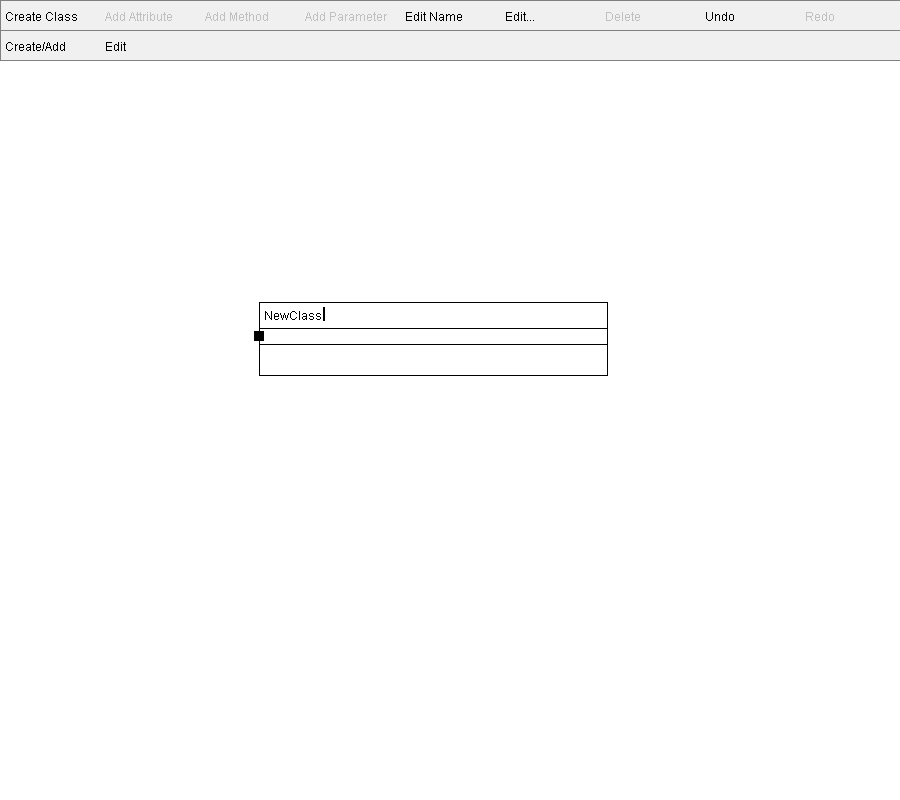 Create Class Add Attribute Add Method Add Parameter Edit Name Edit... Delete Undo Redo
Create/Add Edit
NewClass